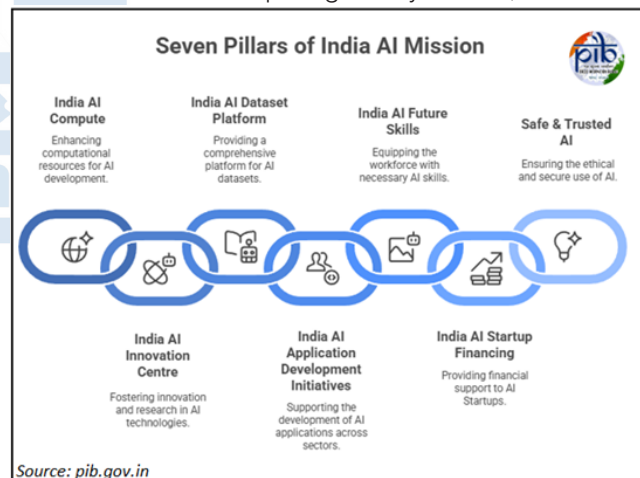 Seven Pillars of India AI Mission
pib
India AI
Compute
Enhancing
computational
resources for AI
development.
India AI Dataset
Platform
Providing a
comprehensive
platform for AI
datasets.
India AI Future
Skills
Equipping the
workforce with
necessary AI skills.
Safe & Trusted
AI
Ensuring the ethical
and secure use of AI.
India AI
Innovation
Centre
Fostering innovation
and research in AI
technologies.
India AI
Application
Development
Initiatives
Supporting the
development of AI
applications across
sectors.
India AI Startup
Financing
Providing financial
support to AI
Startups.
Source: pib.gov.in